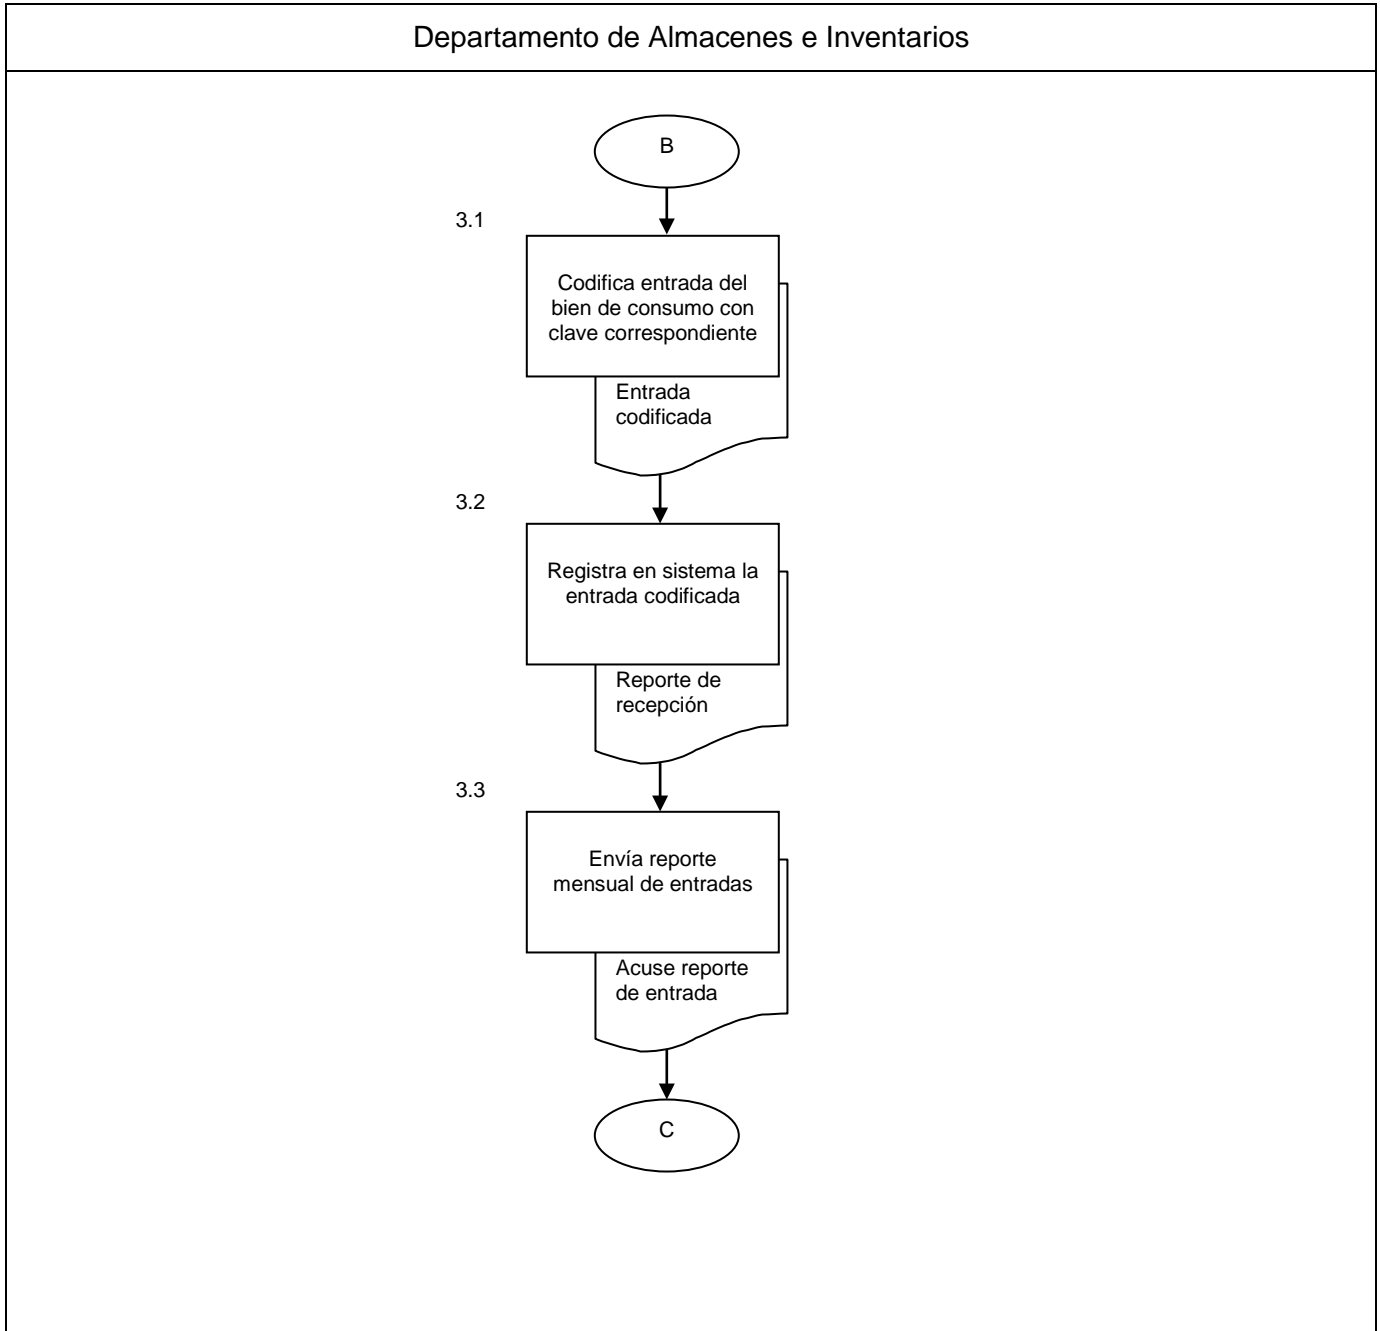 Departamento de Almacenes e Inventarios
B
3.1
Codifica entrada del
bien de consumo con
clave correspondiente
Entrada
codificada
3.2
Registra en sistema la
entrada codificada
Reporte de
recepción
3.3
Envía reporte
mensual de entradas
Acuse reporte
de entrada
C